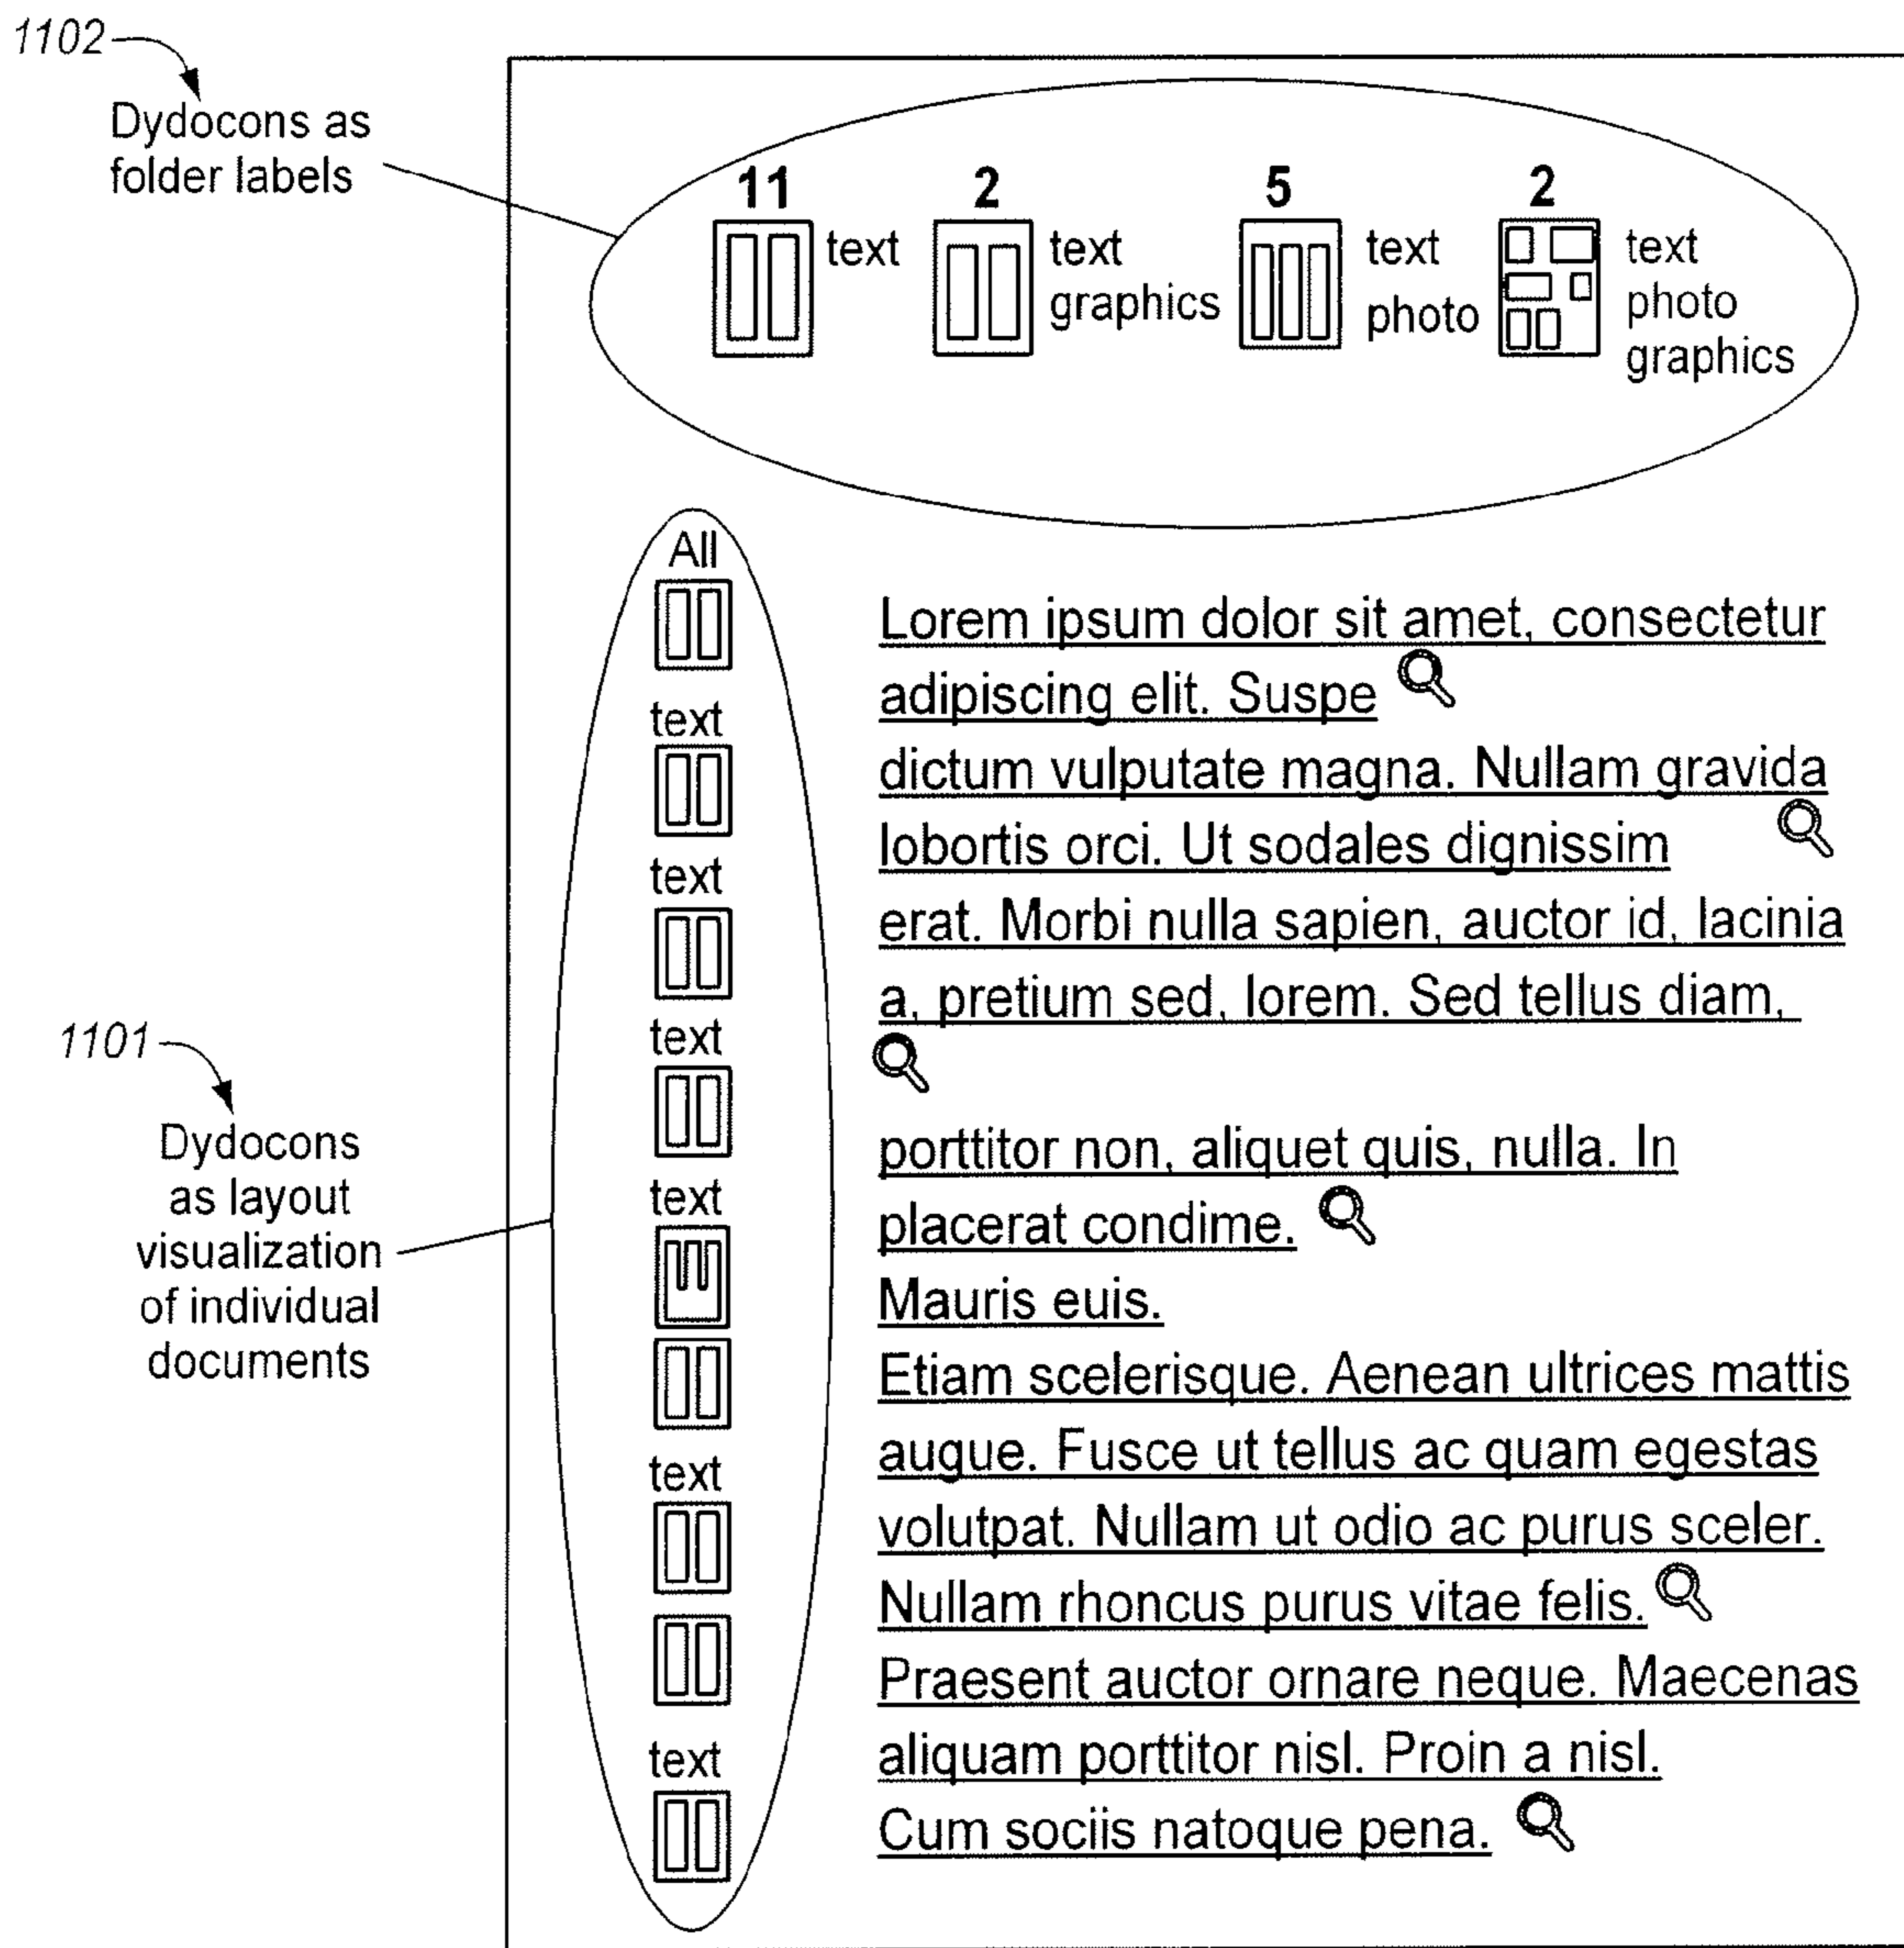 1102
Dydocons as
folder labels
11 2 5 2
text text text text
graphics photo photo
graphics
All
text
text
text
text
text
text
1101
Dydocons
as layout
visualization
of individual
documents
Lorem ipsum dolor sit amet, consectetur
adipiscing elit. Suspe
dictum vulputate magna. Nullam gravida
lobortis orci. Ut sodales dignissim
erat. Morbi nulla sapien, auctor id, lacinia
a, pretium sed, lorem. Sed tellus diam,
porttitor non, aliquet quis, nulla. In
placerat condime.
Mauris euis.
Etiam scelerisque. Aenean ultrices mattis
augue. Fusce ut tellus ac quam egestas
volutpat. Nullam ut odio ac purus sceler.
Nullam rhoncus purus vitae felis.
Praesent auctor ornare neque. Maecenas
aliquam porttitor nisl. Proin a nisl.
Cum sociis natoque pena.